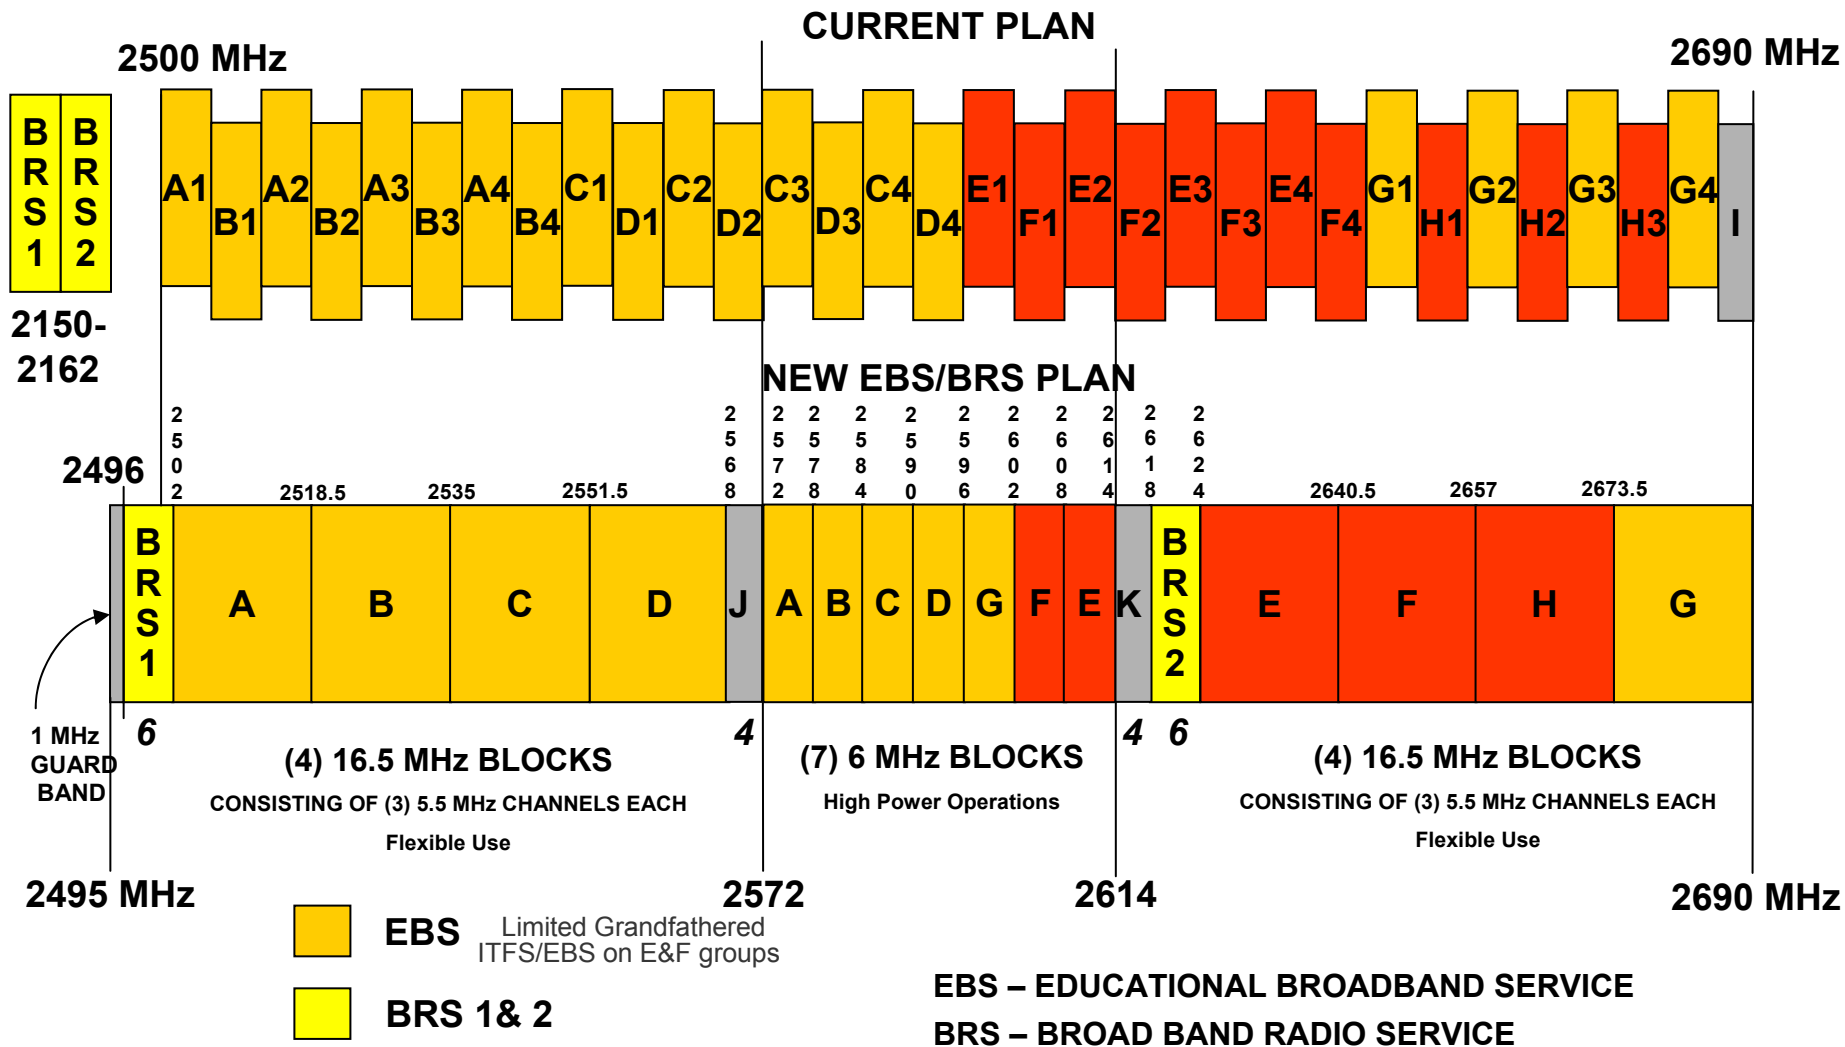 CURRENT PLAN
2500 MHz
2690 MHz
BRS1
BRS2
A1
B1
A2
B2
A3
B3
A4
B4
C1
D1
C2
D2
C3
D3
C4
D4
E1
F1
E2
F2
E3
F3
E4
F4
G1
H1
G2
H2
G3
H3
G4
I
2150-
2162
NEW EBS/BRS PLAN
2496
2502
2518.5
2535
2551.5
2568
2572
2578
2584
2590
2596
2602
2608
2614
2618
2624
2640.5
2657
2673.5
BRS1
A
B
C
D
J
A
B
C
D
G
F
E
K
BRS2
E
F
H
G
1 MHz
GUARD
BAND
6
4
4
6
(4) 16.5 MHz BLOCKS
CONSISTING OF (3) 5.5 MHz CHANNELS EACH
Flexible Use
(7) 6 MHz BLOCKS
High Power Operations
(4) 16.5 MHz BLOCKS
CONSISTING OF (3) 5.5 MHz CHANNELS EACH
Flexible Use
2495 MHz
2572
2614
2690 MHz
EBS
Limited Grandfathered
ITFS/EBS on E&F groups
BRS 1& 2
EBS – EDUCATIONAL BROADBAND SERVICE
BRS – BROAD BAND RADIO SERVICE